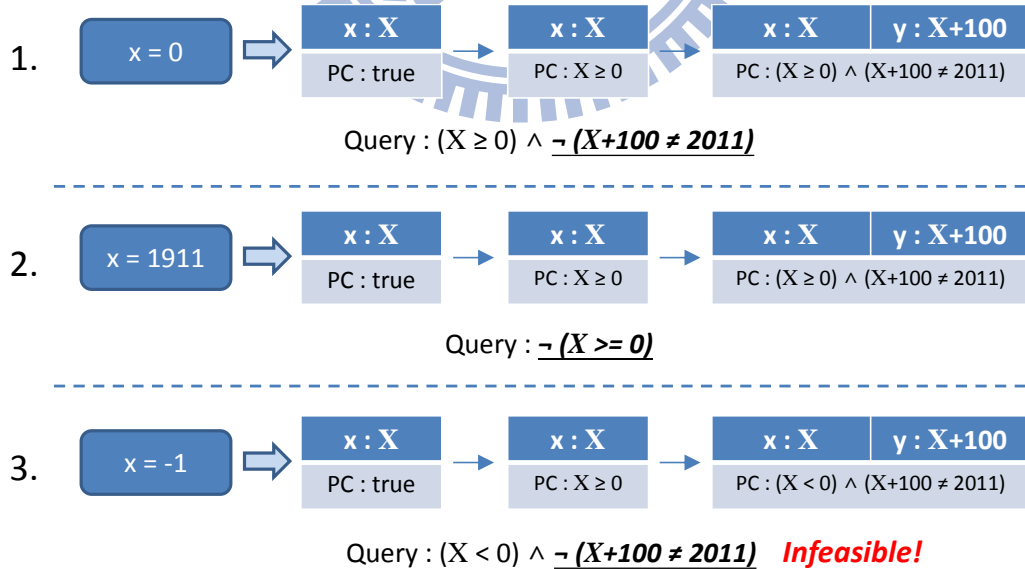 1.
x = 0
x : X
PC : true
x : X
PC : X ≥ 0
x : X y : X+100
PC : (X ≥ 0) ∧ (X+100 ≠ 2011)
Query : (X ≥ 0) ∧ ¬ (X+100 ≠ 2011)
2.
x = 1911
x : X
PC : true
x : X
PC : X ≥ 0
x : X y : X+100
PC : (X ≥ 0) ∧ (X+100 ≠ 2011)
Query : ¬ (X >= 0)
3.
x = -1
x : X
PC : true
x : X
PC : X ≥ 0
x : X y : X+100
PC : (X < 0) ∧ (X+100 ≠ 2011)
Query : (X < 0) ∧ ¬ (X+100 ≠ 2011) Infeasible!